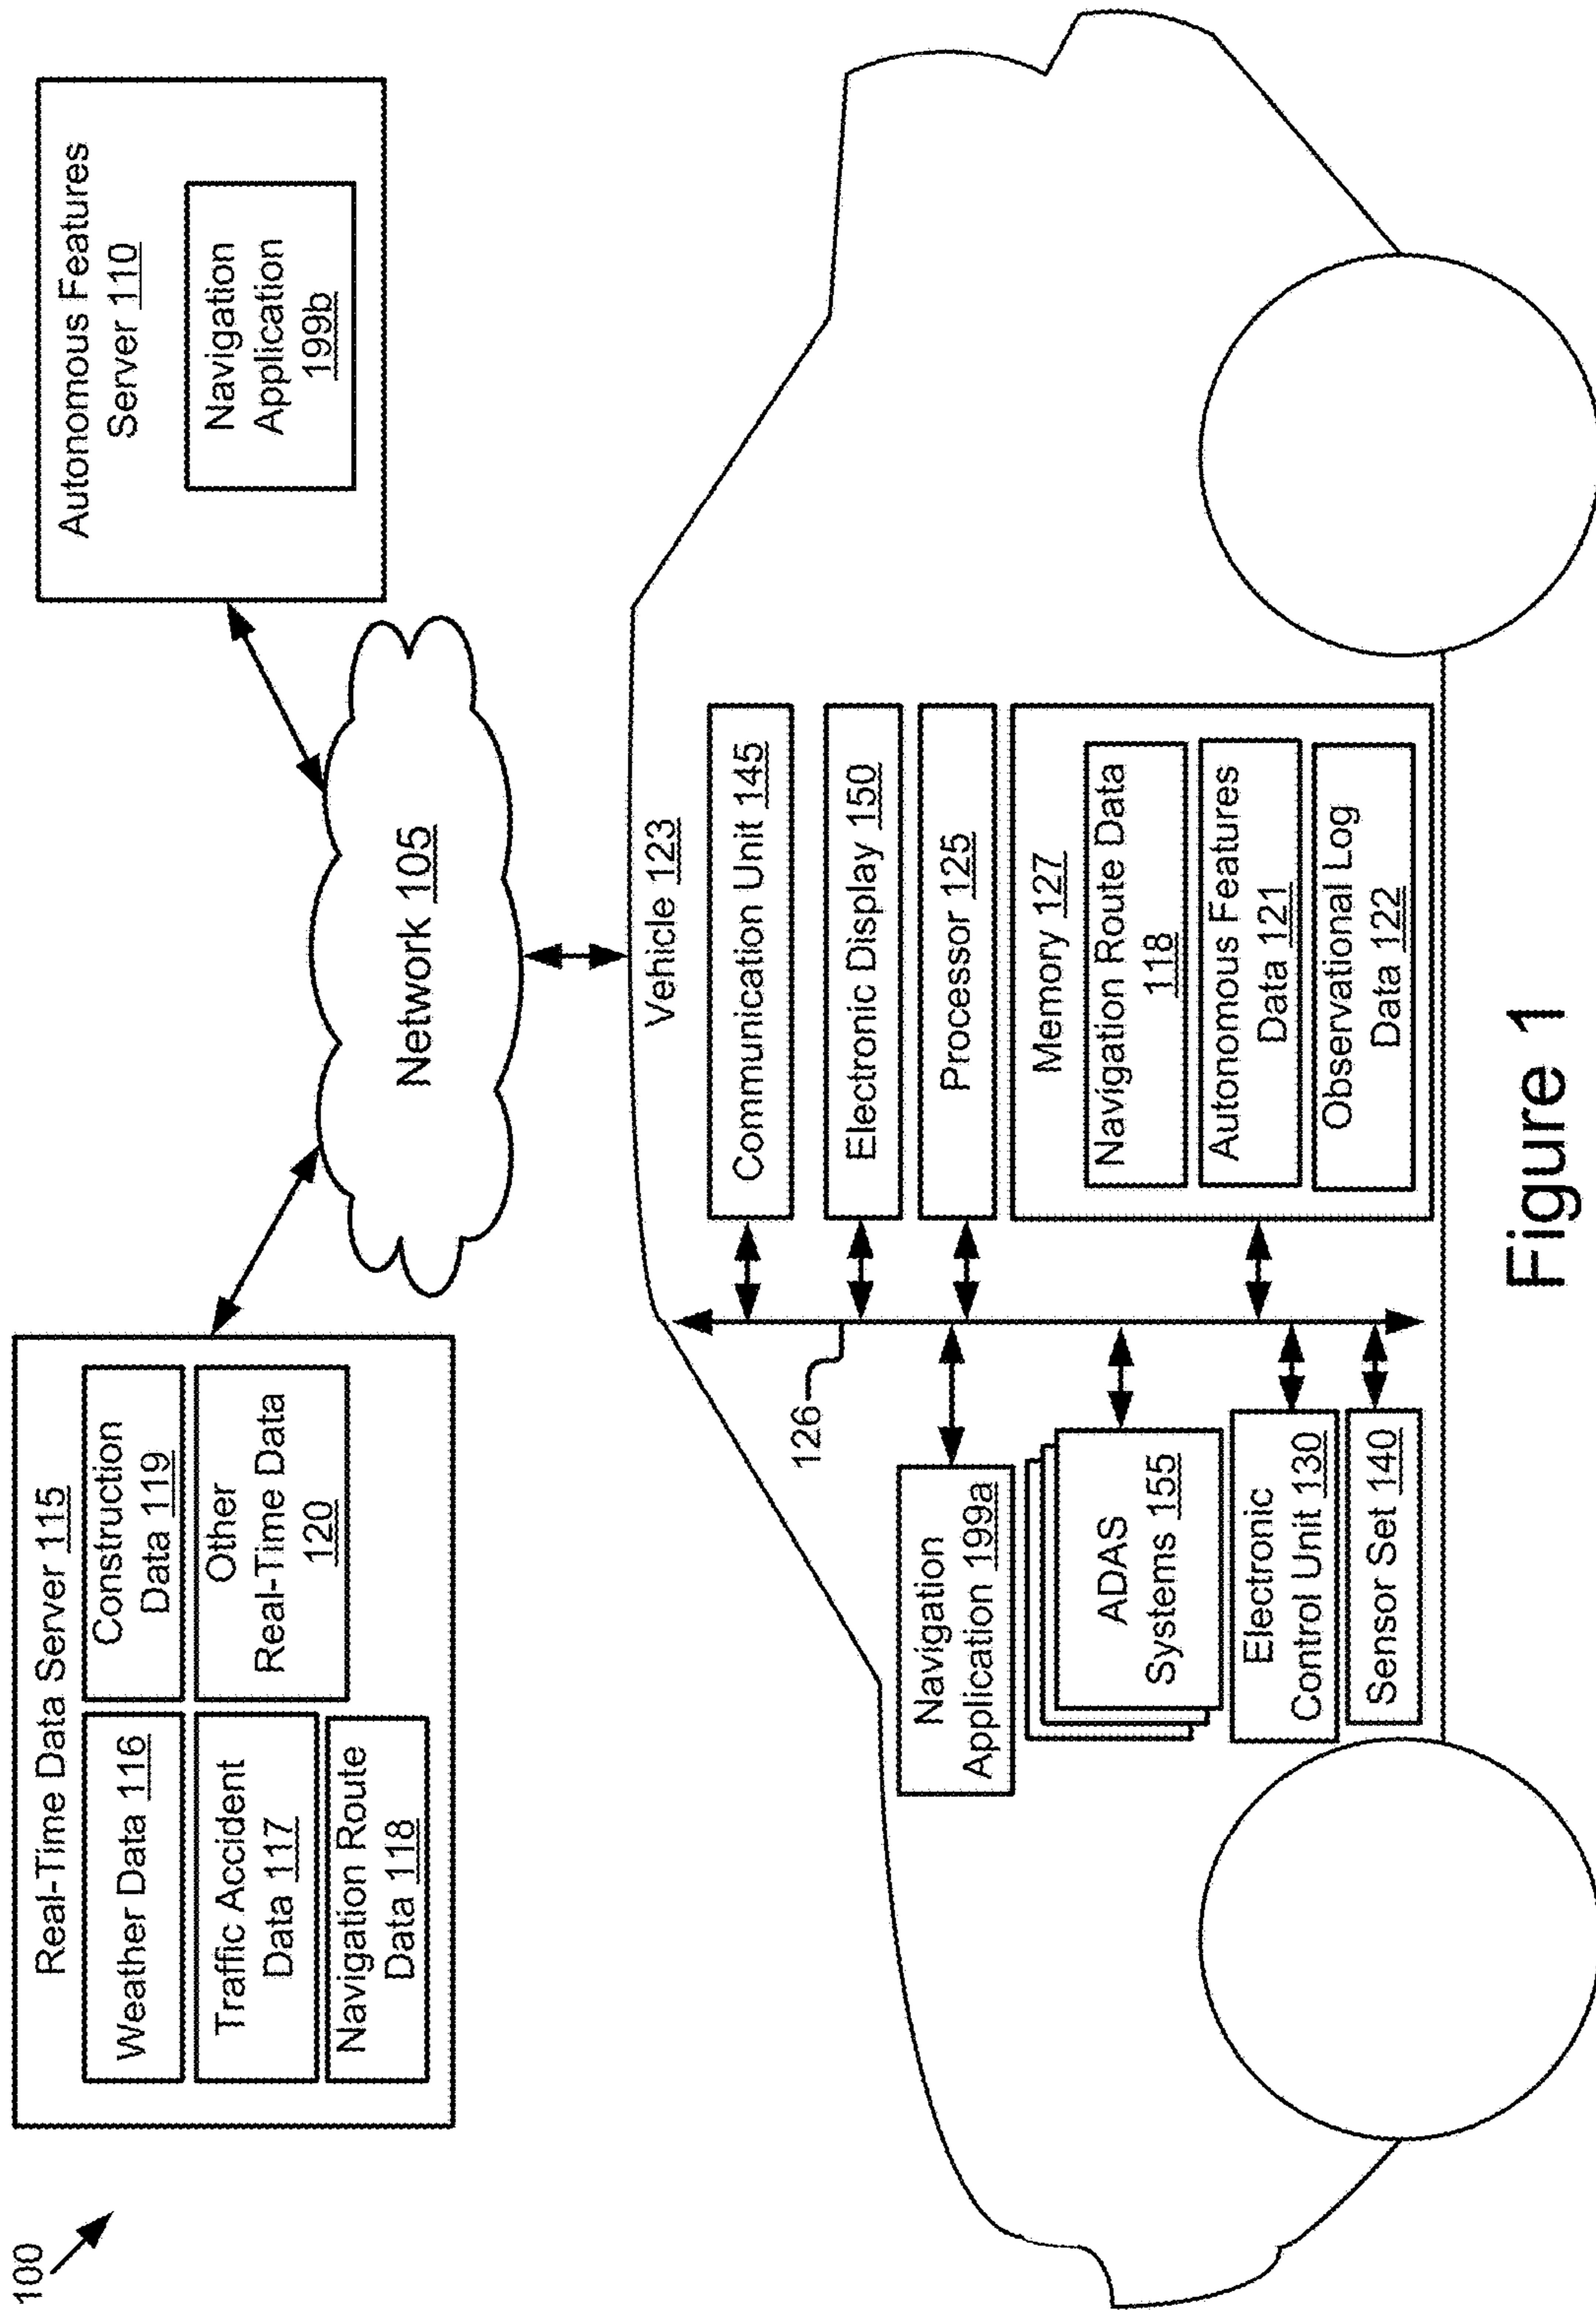 100
Real-Time Data Server 115
Weather Data 116
Construction
Data 119
Traffic Accident
Data 117
Other
Real-Time Data
120
Navigation Route
Data 118
Network 105
Autonomous Features
Server 110
Navigation
Application
199b
Vehicle 123
126
Navigation
Application 199a
ADAS
Systems 155
Electronic
Control Unit 130
Sensor Set 140
Communication Unit 145
Electronic Display 150
Processor 125
Memory 127
Navigation Route Data
118
Autonomous Features
Data 121
Observational Log
Data 122
Figure 1